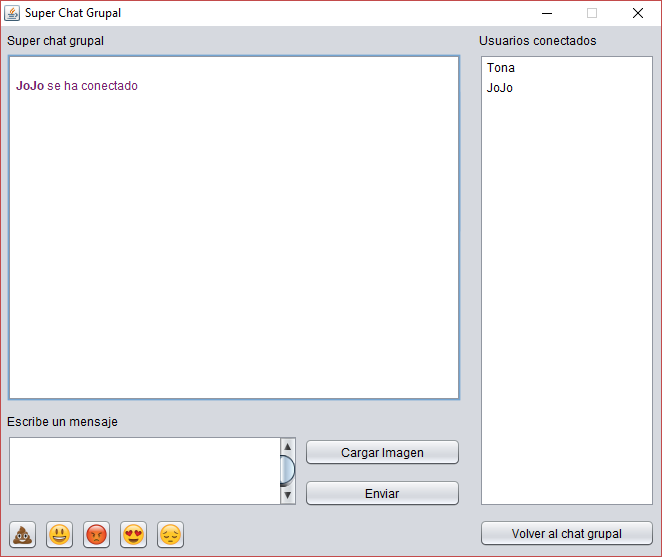 Super Chat Grupal
Super chat grupal
Usuarios conectados
JoJo se ha conectado
Tona
JoJo
Escribe un mensaje
Cargar Imagen
Enviar
Volver al chat grupal